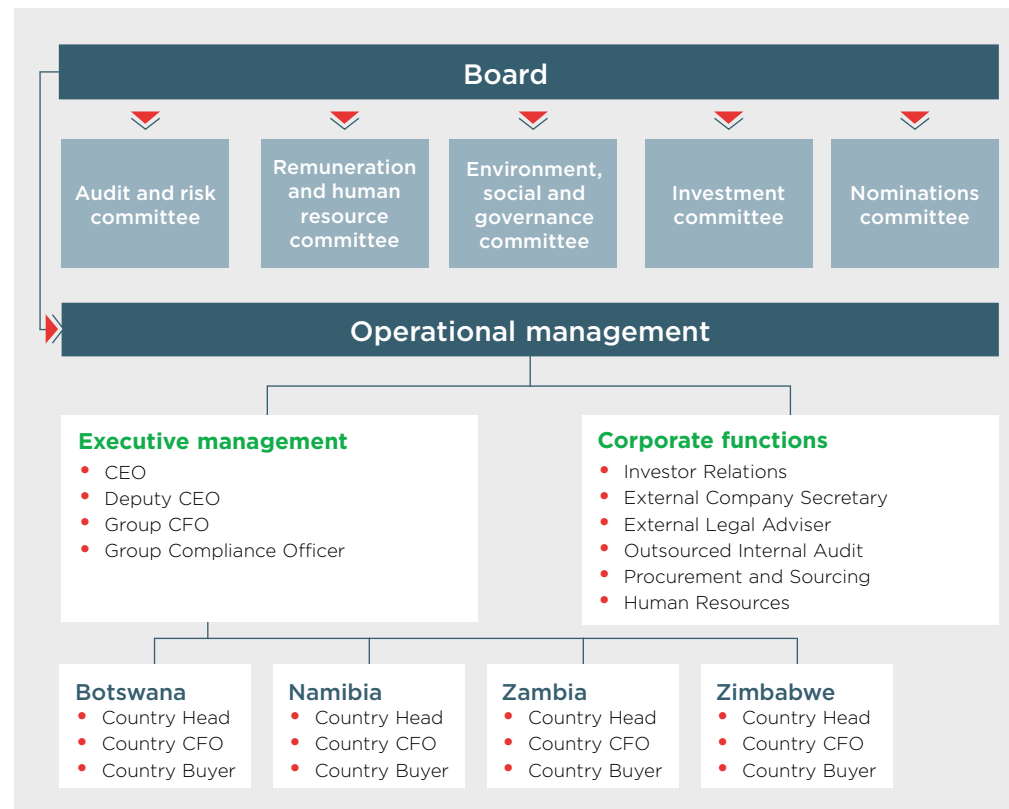 Board
Audit and risk
committee
Remuneration
and human
resource
committee
Environment,
social and
governance
committee
Investment
committee
Nominations
committee
Operational management
Executive management
• CEO
• Deputy CEO
• Group CFO
• Group Compliance Officer
Corporate functions
• Investor Relations
• External Company Secretary
• External Legal Adviser
• Outsourced Internal Audit
• Procurement and Sourcing
• Human Resources
Botswana
• Country Head
• Country CFO
• Country Buyer
Namibia
• Country Head
• Country CFO
• Country Buyer
Zambia
• Country Head
• Country CFO
• Country Buyer
Zimbabwe
• Country Head
• Country CFO
• Country Buyer